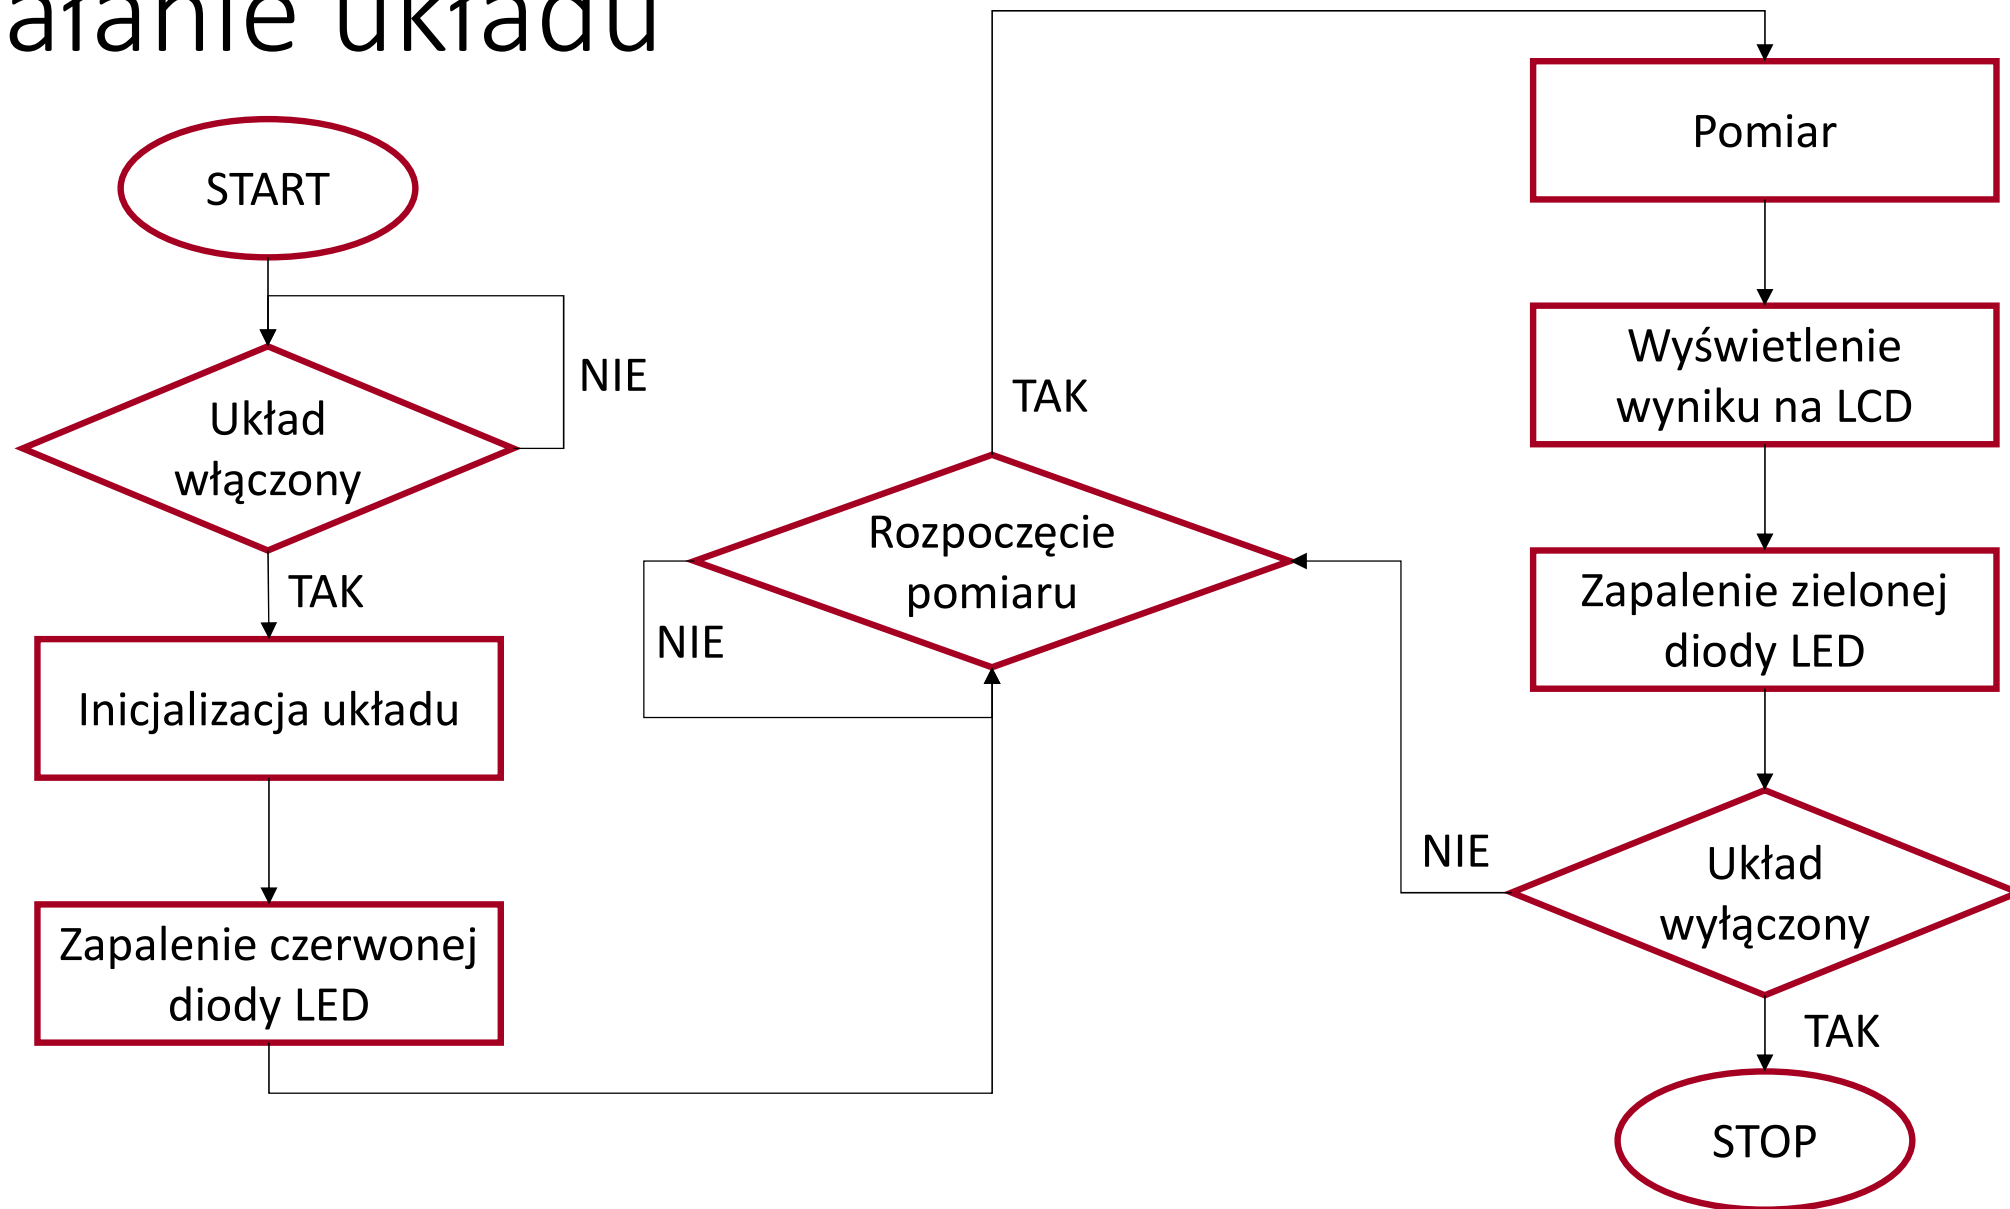 ałanie układu
START
NIE
Układ
włączony
TAK
Inicjalizacja układu
Zapalenie czerwonej
diody LED
TAK
Rozpoczęcie
pomiaru
NIE
Pomiar
Wyświetlenie
wyniku na LCD
Zapalenie zielonej
diody LED
NIE
Układ
wyłączony
TAK
STOP